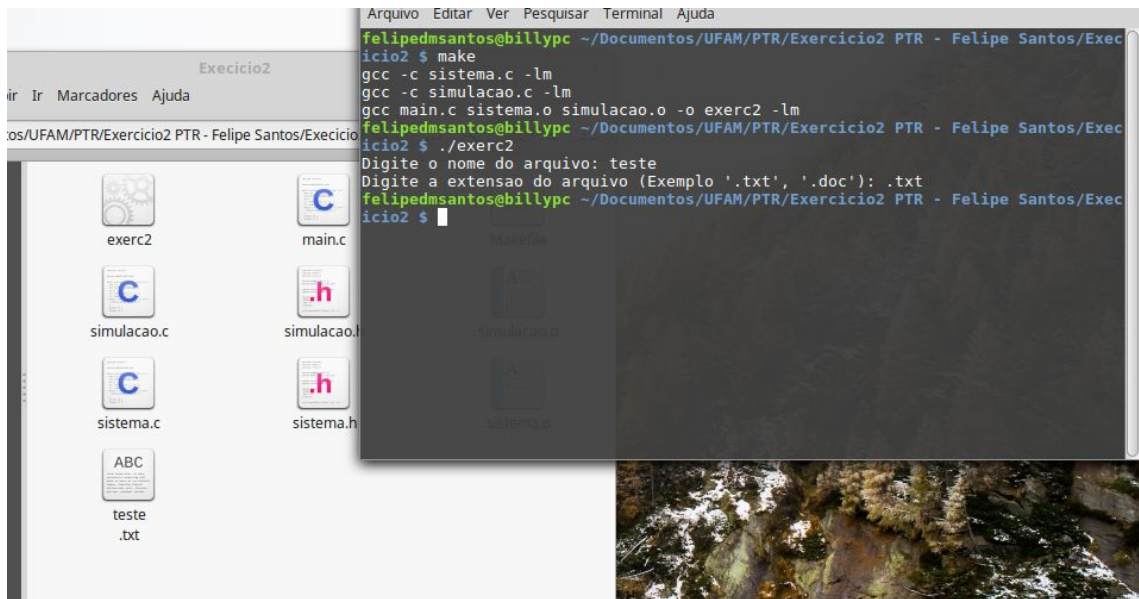 Arquivo Editar Ver Pesquisar Terminal Ajuda
felipedmsantos@billypc ~/Documentos/UFAM/PTR/Exercicio2 PTR - Felipe Santos/Exec
icio2 $ make
gcc -c sistema.c -lm
gcc -c simulacao.c -lm
gcc main.c sistema.o simulacao.o -o exerc2 -lm
felipedmsantos@billypc ~/Documentos/UFAM/PTR/Exercicio2 PTR - Felipe Santos/Exec
icio2 $ ./exerc2
Digite o nome do arquivo: teste
Digite a extensao do arquivo (Exemplo '.txt', '.doc'): .txt
felipedmsantos@billypc ~/Documentos/UFAM/PTR/Exercicio2 PTR - Felipe Santos/Exec
icio2 $
Execicio2
ir Ir Marcadores Ajuda
tos/UFAM/PTR/Exercicio2 PTR - Felipe Santos/Execicio
C
C
exerc2 main.c Makefile
C
.h
A
simulacao.c simulacao.h simulacao.o
C
.h
A
sistema.c sistema.h sistema.o
ABC
teste
.txt